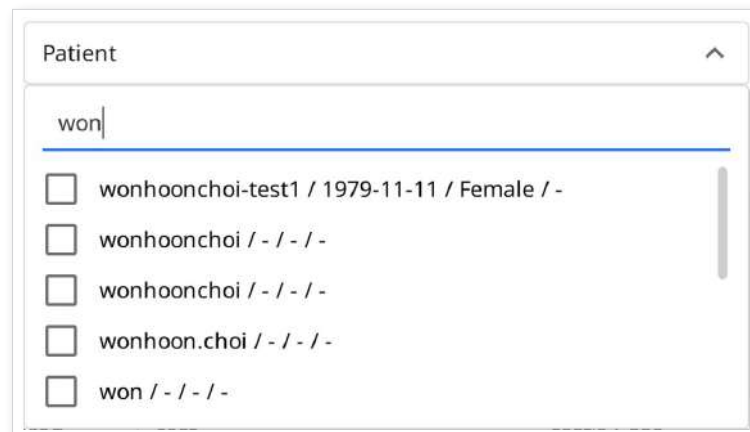 Patient
won
wonhoonchoi-test1 / 1979-11-11 / Female / -
wonhoonchoi / - / - / -
wonhoonchoi / - / - / -
wonhoon.choi / - / - / -
won / - / - / -